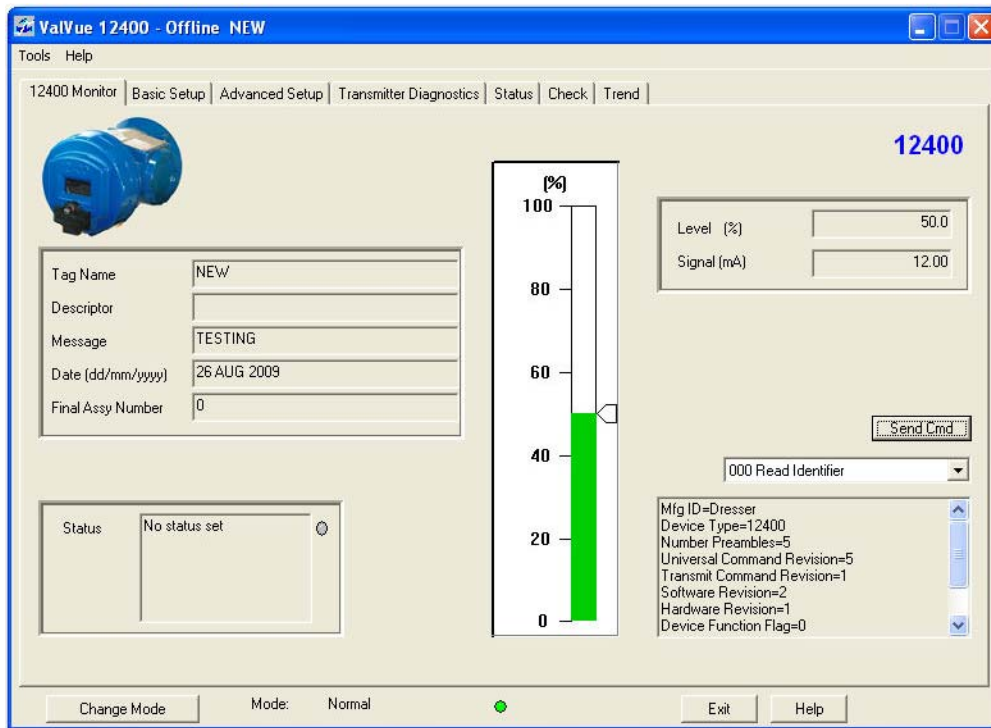 ValVue 12400 - Offline NEW
Tools Help
12400 Monitor Basic Setup Advanced Setup Transmitter Diagnostics Status Check Trend
12400
Tag Name NEW
Descriptor
Message TESTING
Date (dd/mm/yyyy) 26 AUG 2009
Final Assy Number 0
Status No status set
(%)
100
80
60
40
20
0
Level (%) 50.0
Signal (mA) 12.00
Send Cmd
000 Read Identifier
Mfg ID=Dresser
Device Type=12400
Number Preambles=5
Universal Command Revision=5
Transmit Command Revision=1
Software Revision=2
Hardware Revision=1
Device Function Flag=0
Change Mode Mode: Normal Exit Help